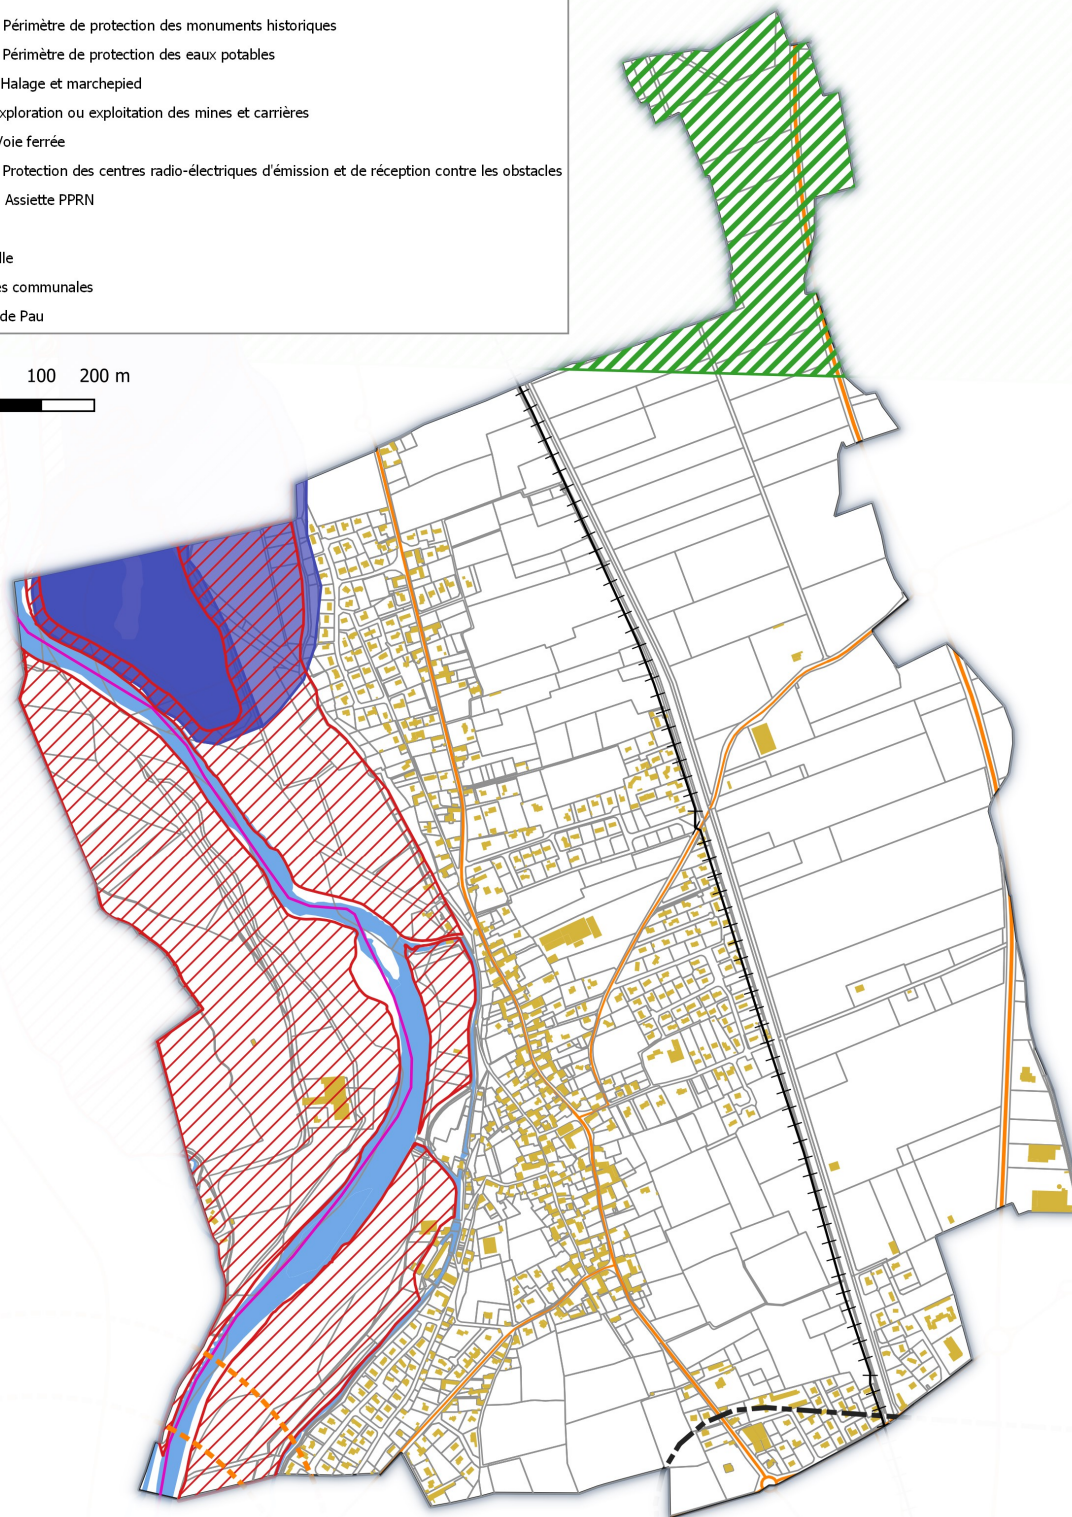 Périmètre de protection des monuments historiques
Périmètre de protection des eaux potables
Halage et marchepied
xploration ou exploitation des mines et carrières
oie ferrée
Protection des centres radio-électriques d'émission et de réception contre les obstacles
Assiette PPRN
lle
es communales
de Pau
100 200 m